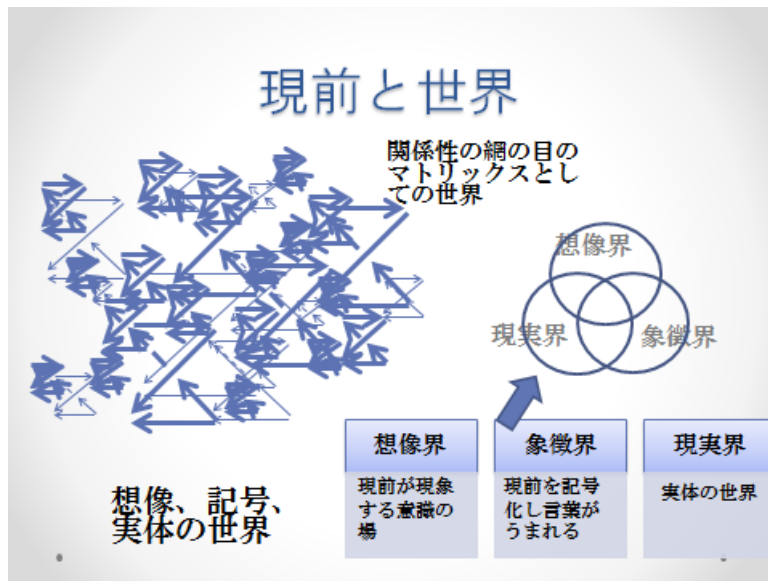 現前と世界
関係性の網の目の
マトリックスとし
ての世界
想像界
現実界
象徴界
想像、記号、
実体の世界
想像界
現前が現象
する意識の
場
象徴界
現前を記号
化し言葉が
うまれる
現実界
実体の世界